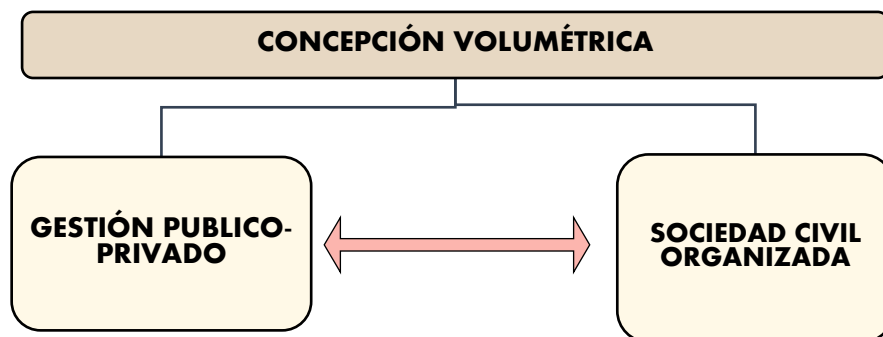 CONCEPCIÓN VOLUMÉTRICA
GESTIÓN PUBLICO-
PRIVADO
SOCIEDAD CIVIL
ORGANIZADA